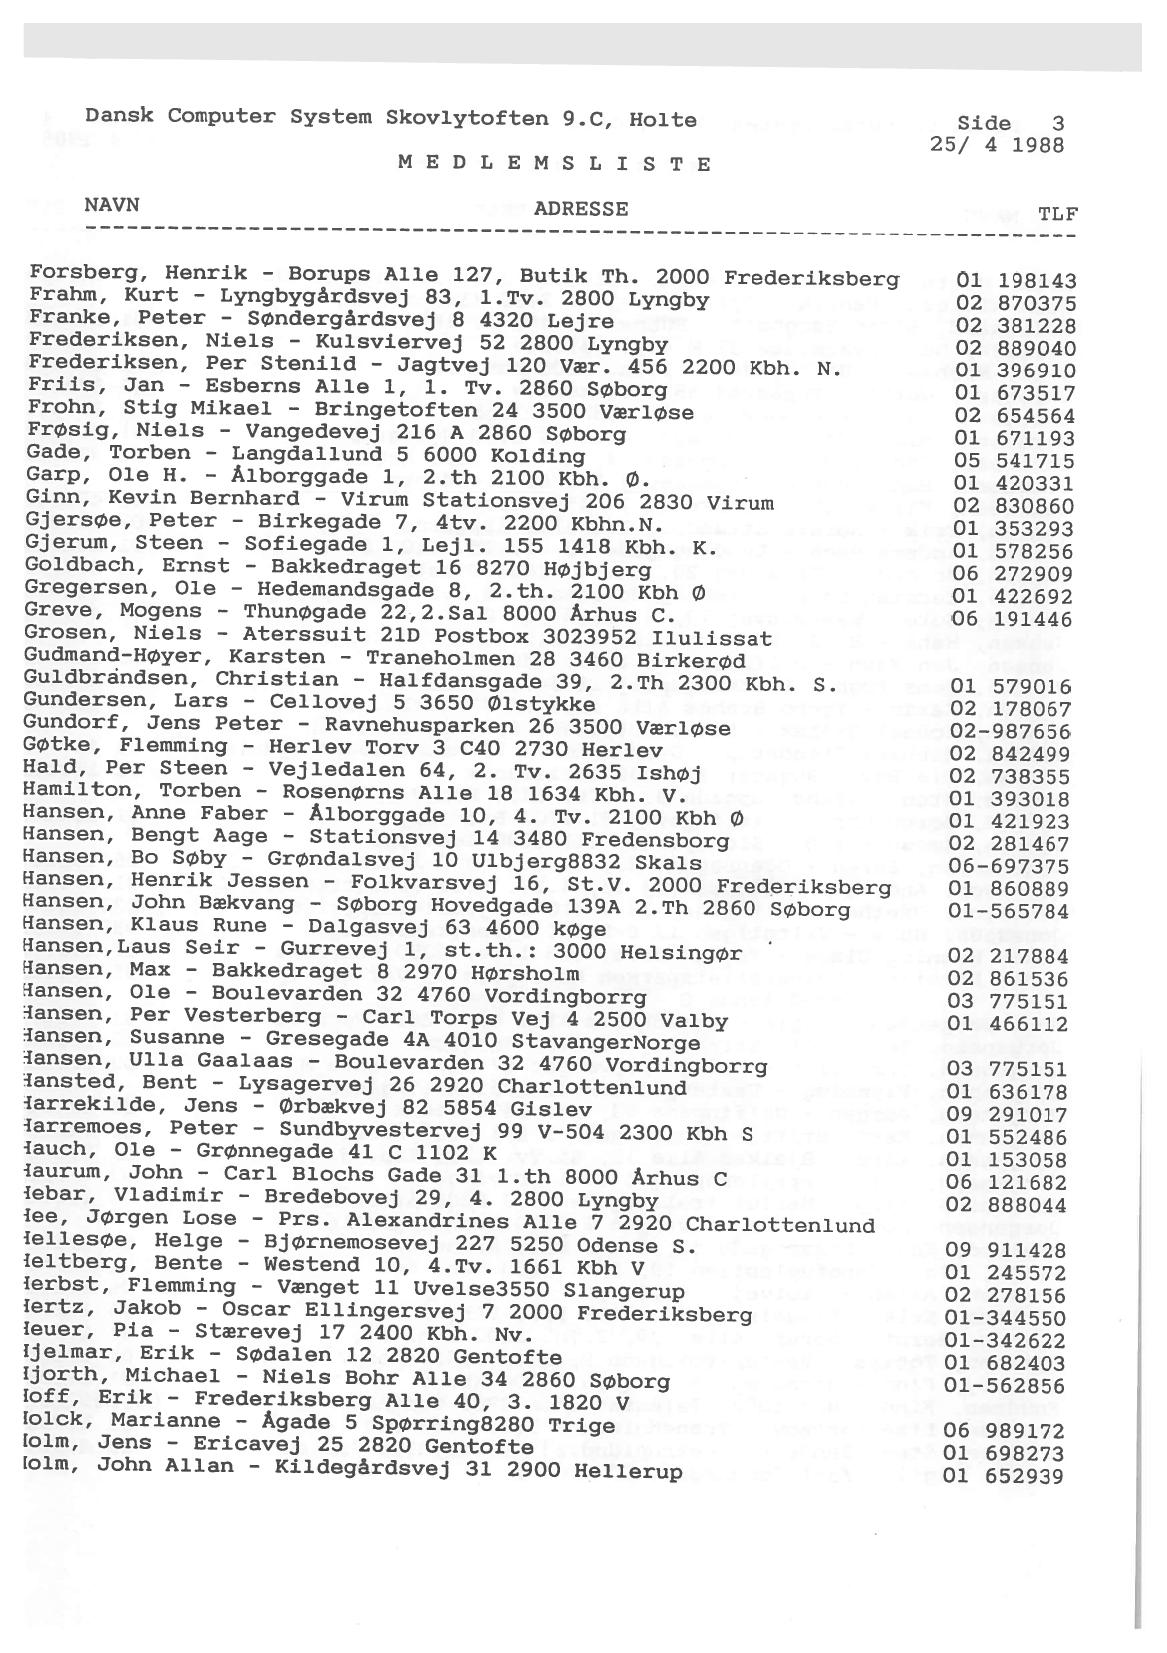 Dansk Computer System Skovlytoften 9.C, Holte Side 3
25/ 4 1988
M E D L E M S L I S T E
NAVN ADRESSE TLF
Forsberg, Henrik - Borups Alle 127, Butik Th. 2000 Frederiksberg 01 198143
Frahm, Kurt - Lyngbygårdsvej 83, 1.Tv. 2800 Lyngby 02 870375
Franke, Peter - Søndergårdsvej 8 4320 Lejre 02 381228
Frederiksen, Niels - Kulsviervej 52 2800 Lyngby 02 889040
Frederiksen, Per Stenild - Jagtvej 120 Vær. 456 2200 Kbh. N. 01 396910
Friis, Jan - Esberns Alle 1, 1. Tv. 2860 Søborg 01 673517
Frohn, Stig Mikael - Bringetoften 24 3500 Værløse 02 654564
Frøsig, Niels - Vangedevej 216 A 2860 Søborg 01 671193
Gade, Torben - Langdallund 5 6000 Kolding 05 541715
Garp, Ole H. - Ålborggade 1, 2.th 2100 Kbh. Ø. 01 420331
Ginn, Kevin Bernhard - Virum Stationsvej 206 2830 Virum 02 830860
Gjersøe, Peter - Birkegade 7, 4tv. 2200 Kbhn.N. 01 353293
Gjerum, Steen - Sofiegade 1, Lejl. 155 1418 Kbh. K. 01 578256
Goldbach, Ernst - Bakkedraget 16 8270 Højbjerg 06 272909
Gregersen, Ole - Hedemandsgade 8, 2.th. 2100 Kbh Ø 01 422692
Greve, Mogens - Thunøgade 22,2.Sal 8000 Århus C. 06 191446
Grosen, Niels - Aterssuit 21D Postbox 3023952 Ilulissat
Gudmand-Høyer, Karsten - Traneholmen 28 3460 Birkerød
Guldbrandsen, Christian - Halfdansgade 39, 2.Th 2300 Kbh. S. 01 579016
Gundersen, Lars - Cellovej 5 3650 Ølstykke 02 178067
Gundorf, Jens Peter - Ravnehusparken 26 3500 Værløse 02-987656
Gøtke, Flemming - Herlev Torv 3 C40 2730 Herlev 02 842499
Hald, Per Steen - Vejledalen 64, 2. Tv. 2635 Ishøj 02 738355
Hamilton, Torben - Rosenørns Alle 18 1634 Kbh. V. 01 393018
Hansen, Anne Faber - Ålborggade 10, 4. Tv. 2100 Kbh Ø 01 421923
Hansen, Bengt Aage - Stationsvej 14 3480 Fredensborg 02 281467
Hansen, Bo Søby - Grøndalsvej 10 Ulbjerg8832 Skals 06-697375
Hansen, Henrik Jessen - Folkvarsvej 16, St.V. 2000 Frederiksberg 01 860889
Hansen, John Bækvang - Søborg Hovedgade 139A 2.Th 2860 Søborg 01-565784
Hansen, Klaus Rune - Dalgasvej 63 4600 køge
Hansen,Laus Seir - Gurrevej 1, st.th.: 3000 Helsingør 02 217884
Hansen, Max - Bakkedraget 8 2970 Hørsholm 02 861536
Hansen, Ole - Boulevarden 32 4760 Vordingborrg 03 775151
Hansen, Per Vesterberg - Carl Torps Vej 4 2500 Valby 01 466112
Hansen, Susanne - Gresegade 4A 4010 StavangerNorge
Hansen, Ulla Gaalaas - Boulevarden 32 4760 Vordingborrg 03 775151
Hansted, Bent - Lysagervej 26 2920 Charlottenlund 01 636178
Harrekilde, Jens - Ørbækvej 82 5854 Gislev 09 291017
Harremoes, Peter - Sundbyvestervej 99 V-504 2300 Kbh S 01 552486
Hauch, Ole - Grønnegade 41 C 1102 K 01 153058
Haurum, John - Carl Blochs Gade 31 1.th 8000 Århus C 06 121682
Hebar, Vladimir - Bredebovej 29, 4. 2800 Lyngby 02 888044
Hee, Jørgen Lose - Prs. Alexandrines Alle 7 2920 Charlottenlund
Hellesøe, Helge - Bjørnemosevej 227 5250 Odense S. 09 911428
Heltberg, Bente - Westend 10, 4.Tv. 1661 Kbh V 01 245572
Herbst, Flemming - Vænget 11 Uvelse3550 Slangerup 02 278156
Hertz, Jakob - Oscar Ellingersvej 7 2000 Frederiksberg 01-344550
Heuer, Pia - Stærevej 17 2400 Kbh. Nv. 01-342622
Hjelmar, Erik - Sødalen 12 2820 Gentofte 01 682403
Hjorth, Michael - Niels Bohr Alle 34 2860 Søborg 01-562856
Hoff, Erik - Frederiksberg Alle 40, 3. 1820 V
Holck, Marianne - Ågade 5 Spørring8280 Trige 06 989172
Holm, Jens - Ericavej 25 2820 Gentofte 01 698273
Holm, John Allan - Kildegårdsvej 31 2900 Hellerup 01 652939